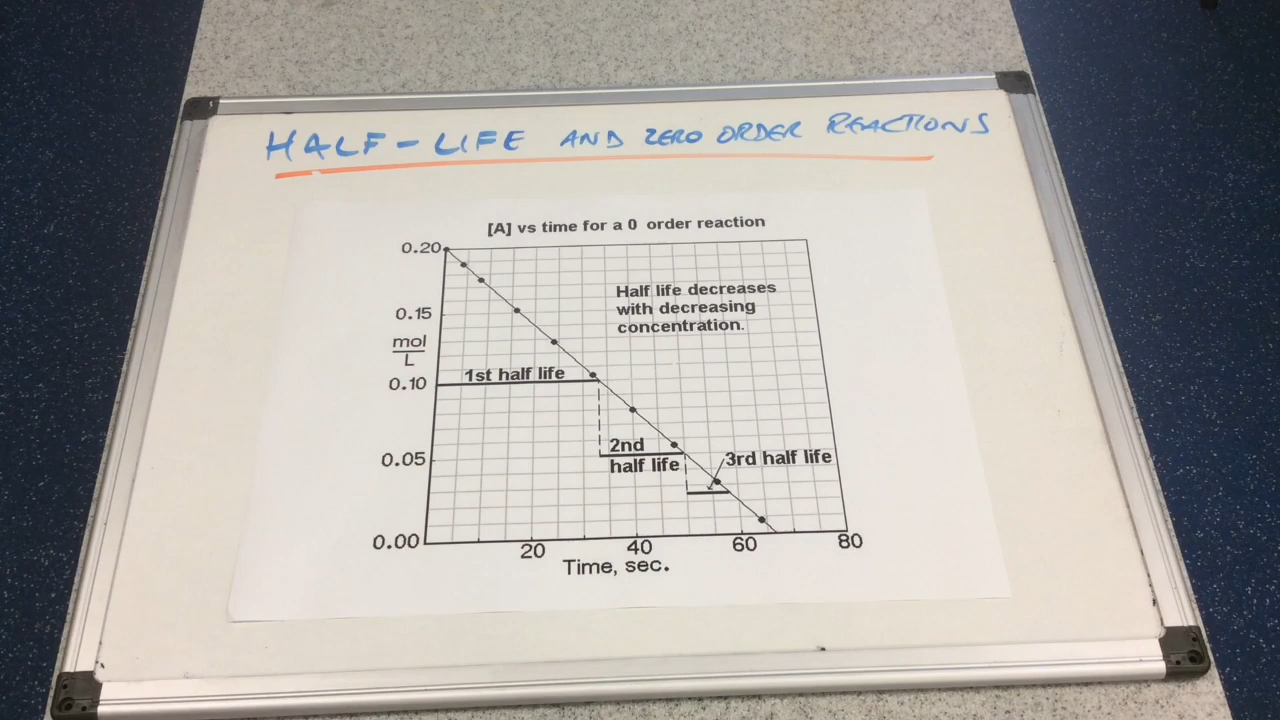 HALF-LIFE AND ZERO ORDER REACTIONS
[A] vs time for a 0 order reaction
0.20
Half life decreases
with decreasing
concentration.
0.15
mol
L
1st half life
0.10
2nd
half life
3rd half life
0.05
0.00
20 40 60 80
Time, sec.